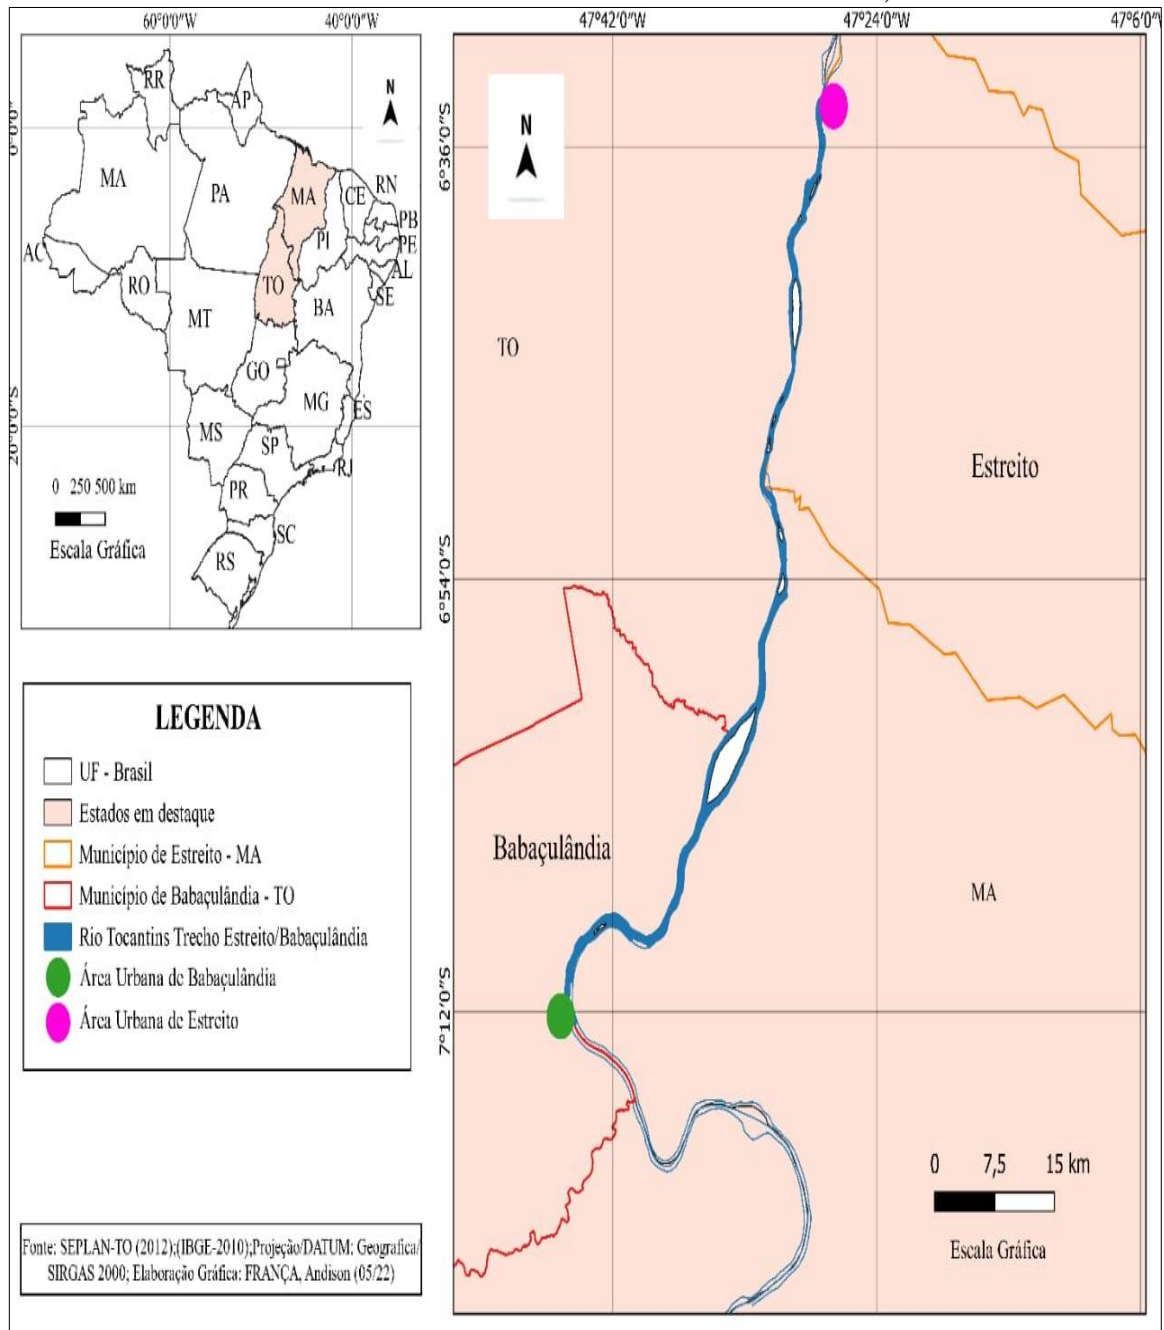 60°0'0"W
40°0'0"W
N
RR
AP
MA
PA
MA
CE
RN
PB
PI
PE
AC
AL
RO
TO
SE
BA
MT
GO
MG
ES
MS
SP
RJ
PR
SC
RS
0 250 500 km
Escala Gráfica
LEGENDA
UF - Brasil
Estados em destaque
Município de Estreito - MA
Município de Babaçulândia - TO
Rio Tocantins Trecho Estreito/Babaçulândia
Área Urbana de Babaçulândia
Área Urbana de Estreito
Fonte: SEPLAN-TO (2012);(IBGE-2010);Projeção/DATUM: Geografica/
SIRGAS 2000; Elaboração Gráfica: FRANÇA, Andison (05/22)
47°42'0"W
47°24'0"W
47°6'0"W
N
6°36'0"S
TO
Estreito
6°54'0"S
Babaçulândia
MA
7°12'0"S
0 7,5 15 km
Escala Gráfica